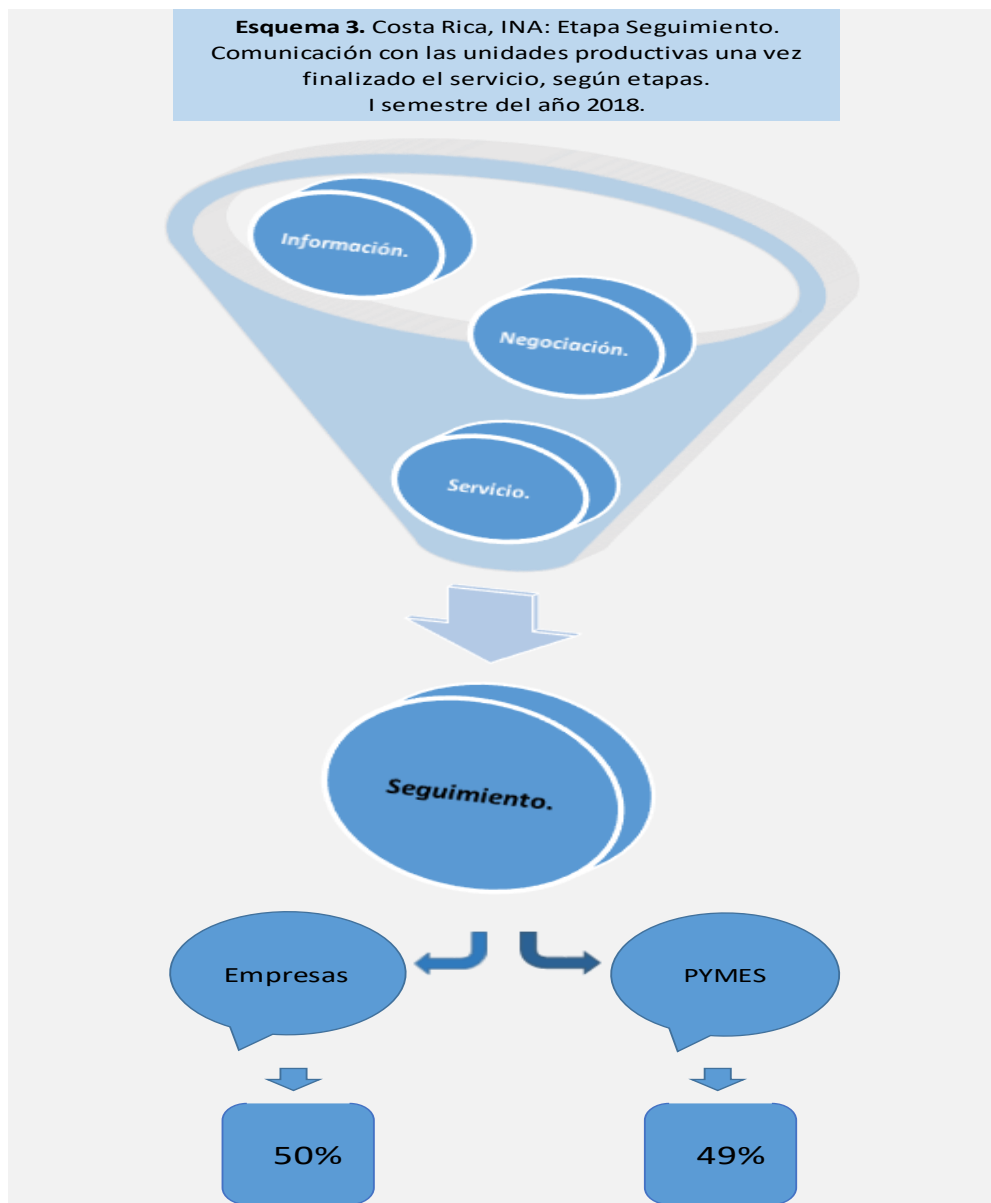 Esquema 3. Costa Rica, INA: Etapa Seguimiento.
Comunicación con las unidades productivas una vez
finalizado el servicio, según etapas.
I semestre del año 2018.
Información.
Negociación.
Servicio.
Seguimiento.
Empresas
PYMES
50%
49%